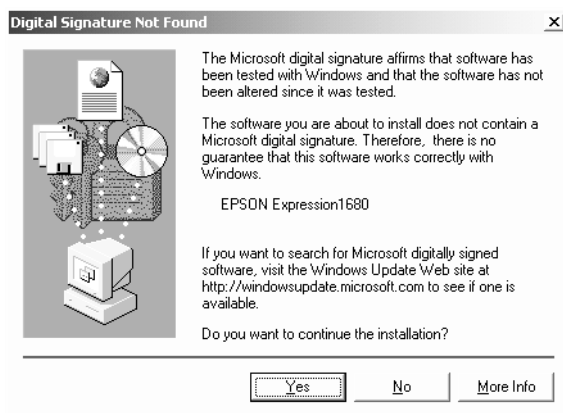 Digital Signature Not Found
The Microsoft digital signature affirms that software has
been tested with Windows and that the software has not
been altered since it was tested.
The software you are about to install does not contain a
Microsoft digital signature. Therefore, there is no
guarantee that this software works correctly with
Windows.
EPSON Expression1680
If you want to search for Microsoft digitally signed
software, visit the Windows Update Web site at
http://windowsupdate.microsoft.com to see if one is
available.
Do you want to continue the installation?
Yes No More Info